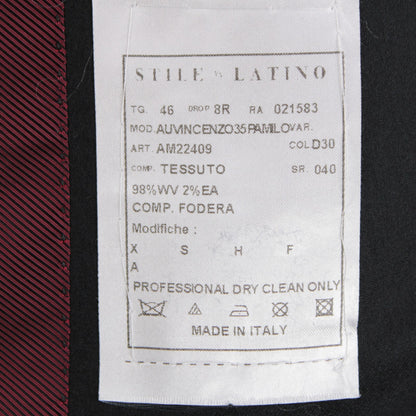 STILE LATINO
TG. 46 DROP 8R RA 021583
MOD. AUVINCENZO35PAMILO VAR.
ART. AM22409 COL D30
COMP. TESSUTO SR. 040
98%WV 2%EA
COMP. FODERA
Modifiche :
X S H F
A
PROFESSIONAL DRY CLEAN ONLY
MADE IN ITALY